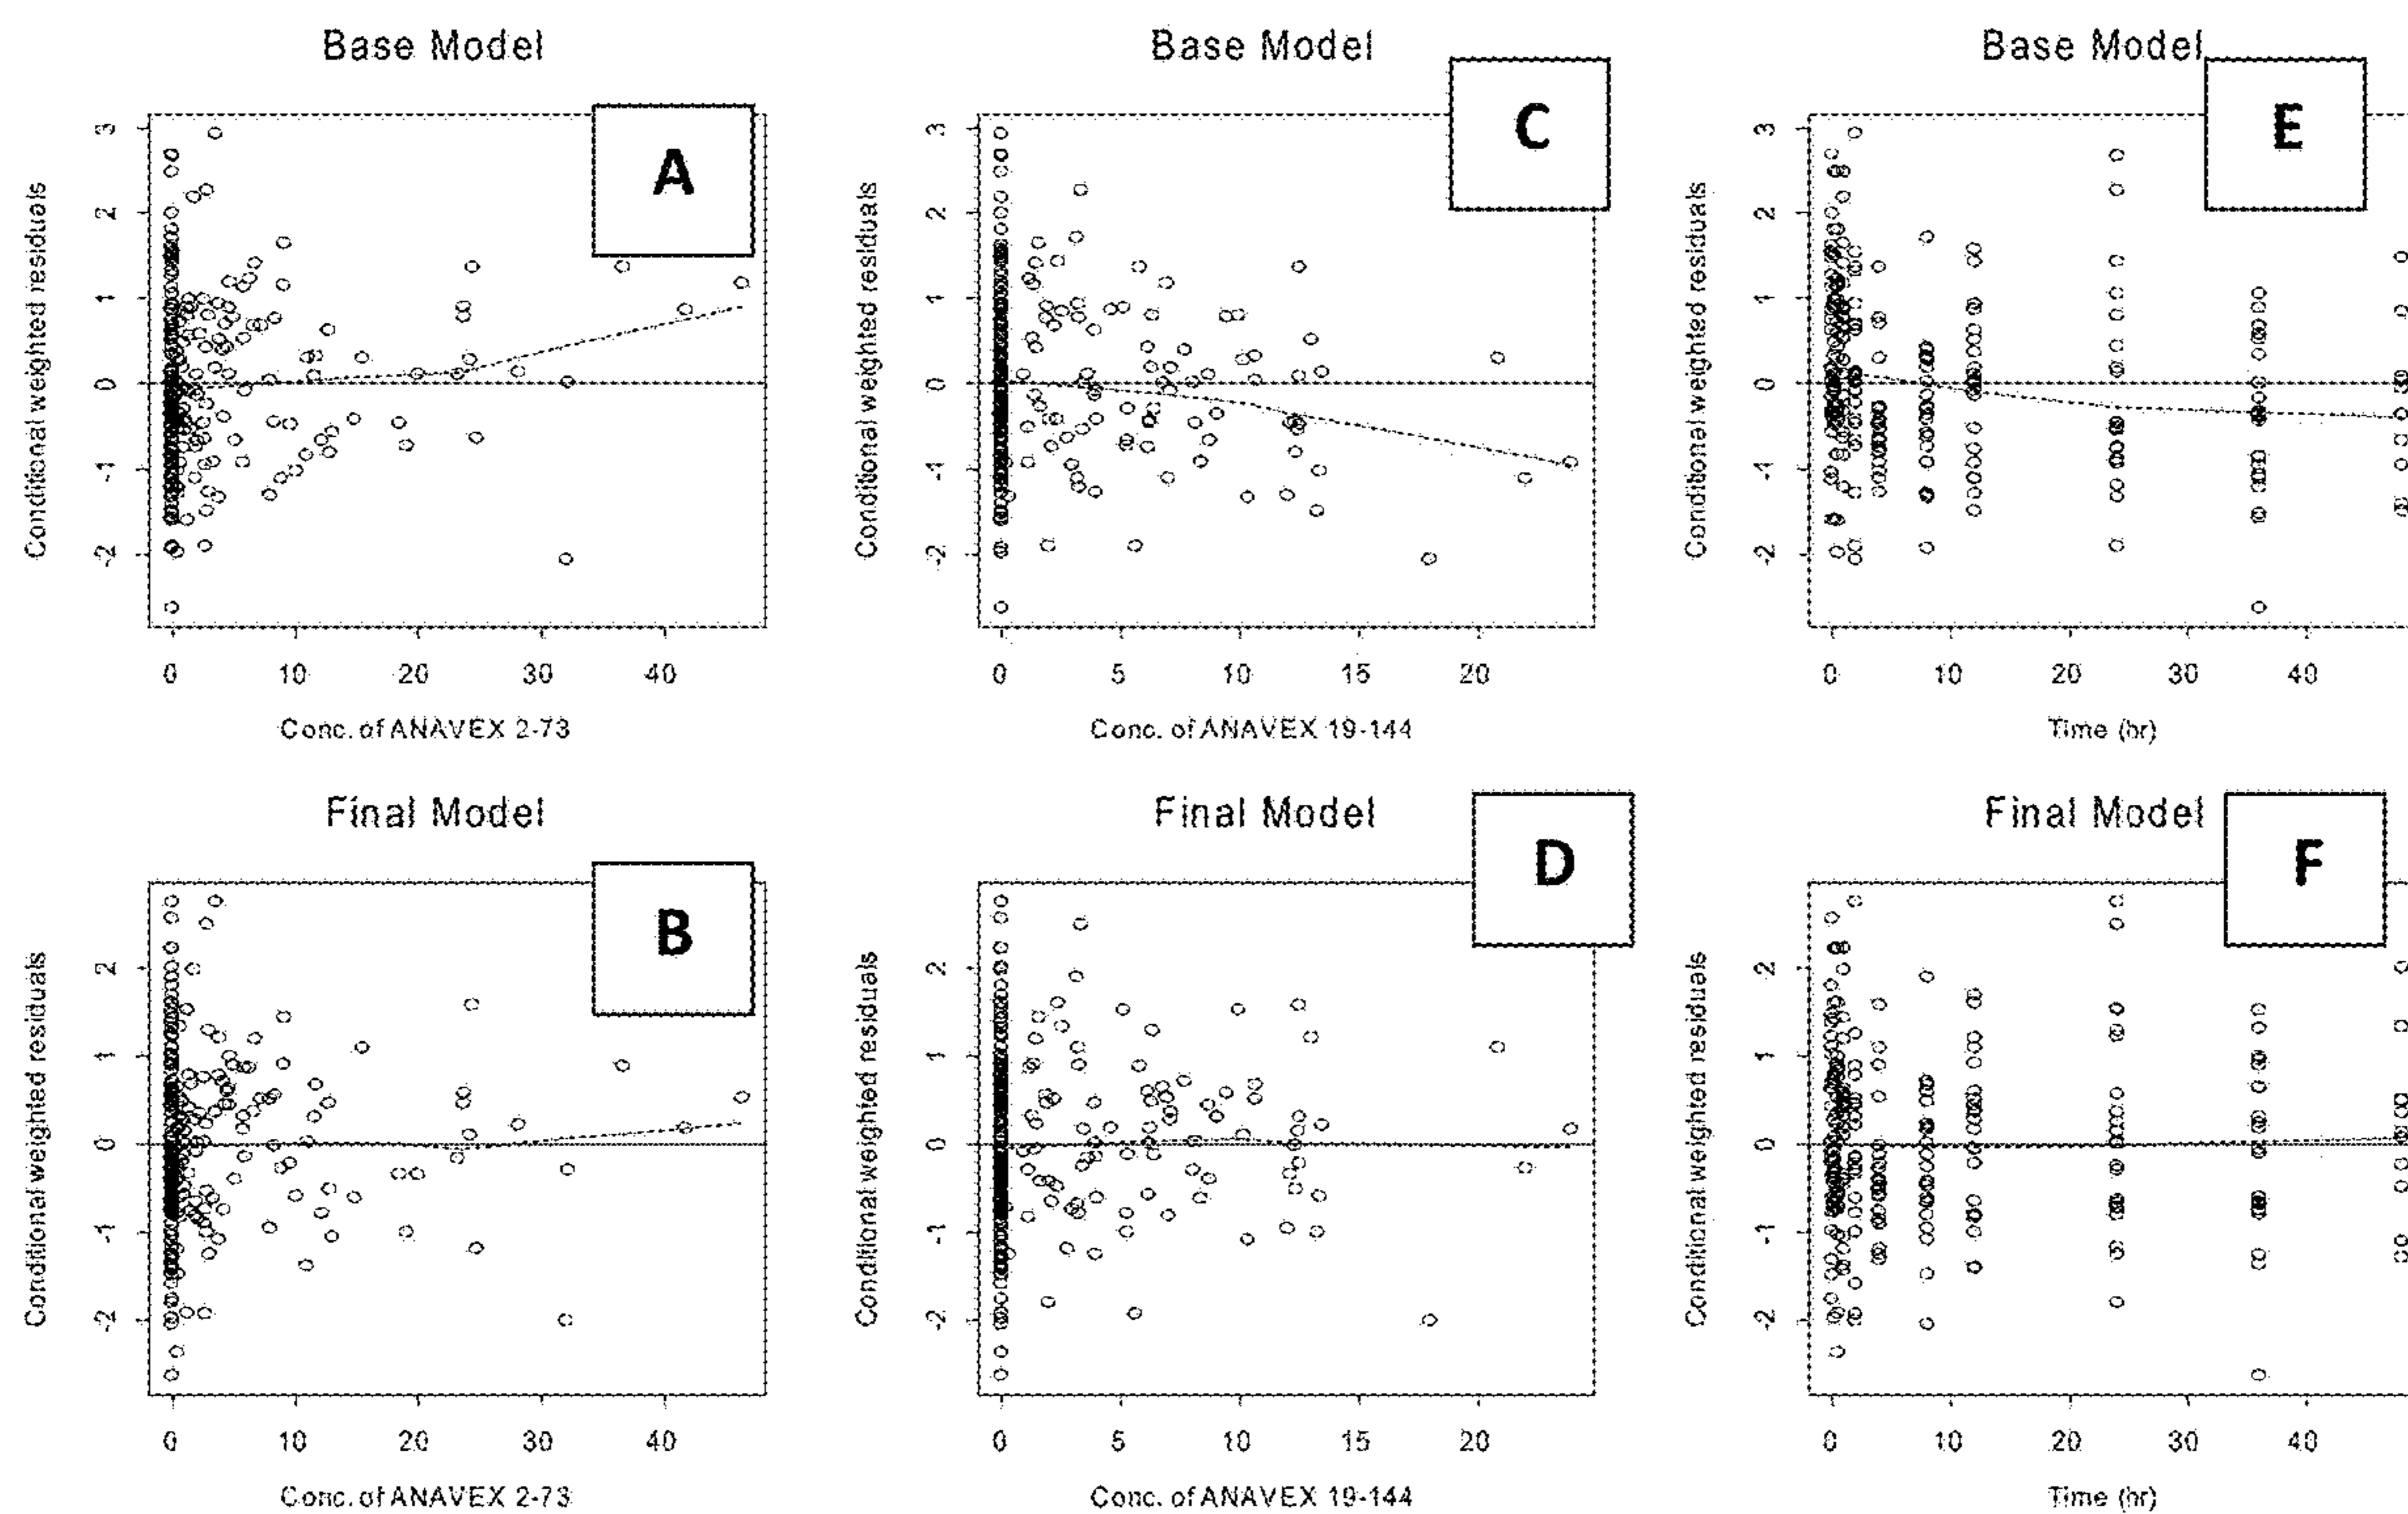 Base Model
Base Model
Base Model
A
C
E
Conditional weighted residuals
3
2
1
0
-1
-2
Conditional weighted residuals
3
2
1
0
-1
-2
Conditional weighted residuals
3
2
1
0
-1
-2
0 10 20 30 40
0 5 10 15 20
0 10 20 30 40
Conc. of ANAVEX 2-73
Conc. of ANAVEX 19-144
Time (hr)
Final Model
Final Model
Final Model
B
D
F
Conditional weighted residuals
2
1
0
-1
-2
Conditional weighted residuals
2
1
0
-1
-2
Conditional weighted residuals
2
1
0
-1
-2
0 10 20 30 40
0 5 10 15 20
0 10 20 30 40
Conc. of ANAVEX 2-73
Conc. of ANAVEX 19-144
Time (hr)